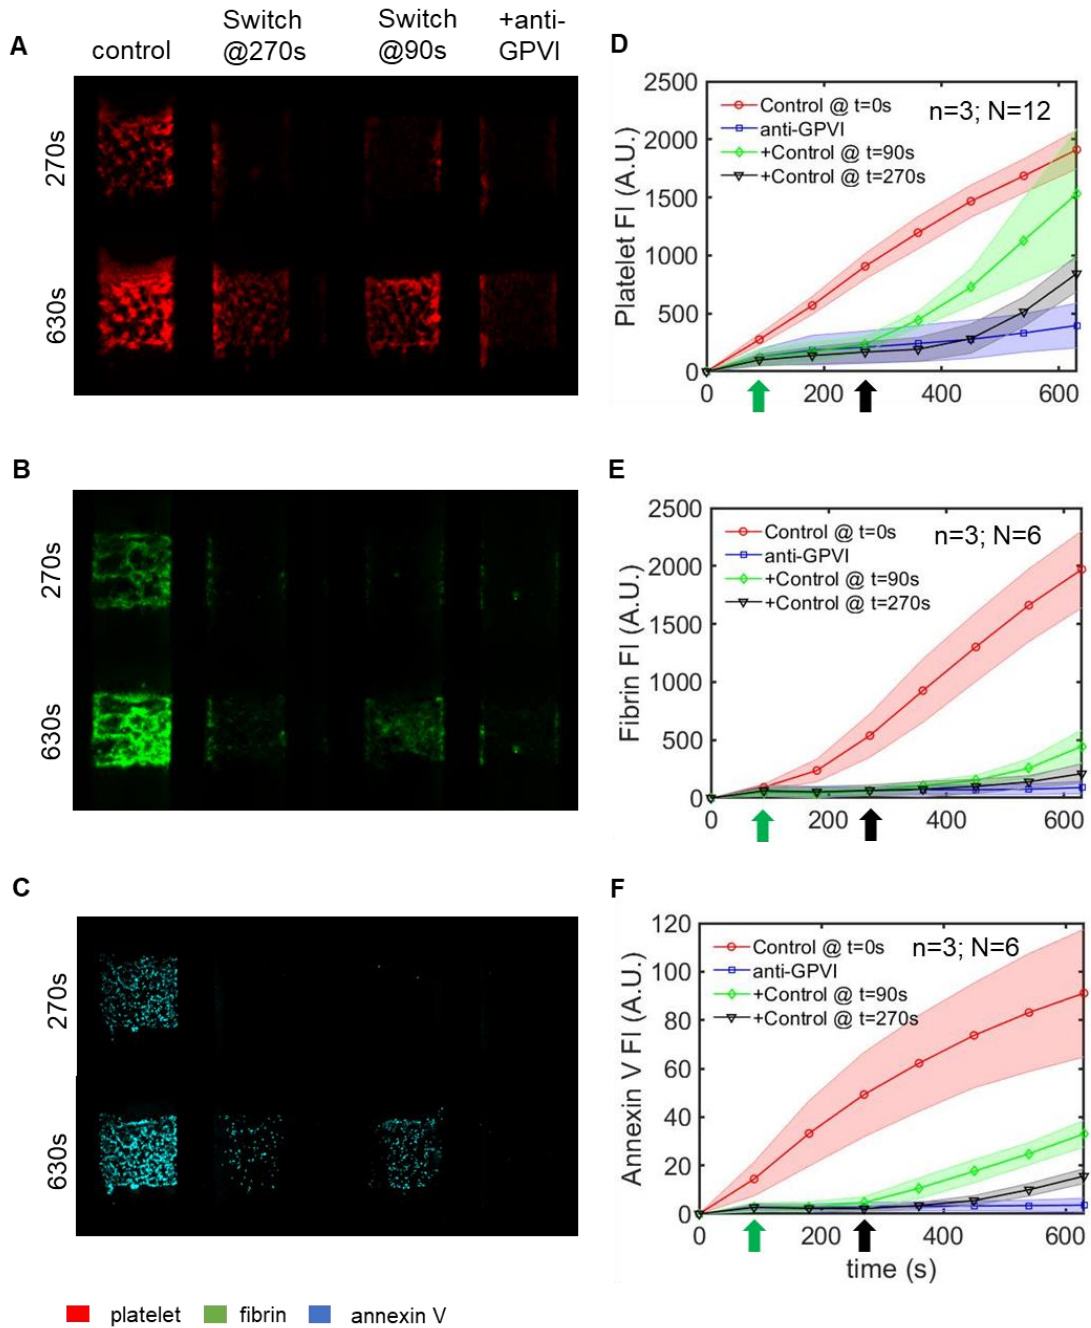 A
control
Switch
@270s
Switch
@90s
+anti-
GPVI
270s
630s
D
2500
2000
1500
1000
500
0
Platelet FI (A.U.)
Control @ t=0s
anti-GPVI
+Control @ t=90s
+Control @ t=270s
n=3; N=12
0 200 400 600
B
270s
630s
E
2500
2000
1500
1000
500
0
Fibrin FI (A.U.)
Control @ t=0s
anti-GPVI
+Control @ t=90s
+Control @ t=270s
n=3; N=6
0 200 400 600
C
270s
630s
F
120
100
80
60
40
20
0
Annexin V FI (A.U.)
Control @ t=0s
anti-GPVI
+Control @ t=90s
+Control @ t=270s
n=3; N=6
0 200 400 600
time (s)
platelet fibrin annexin V